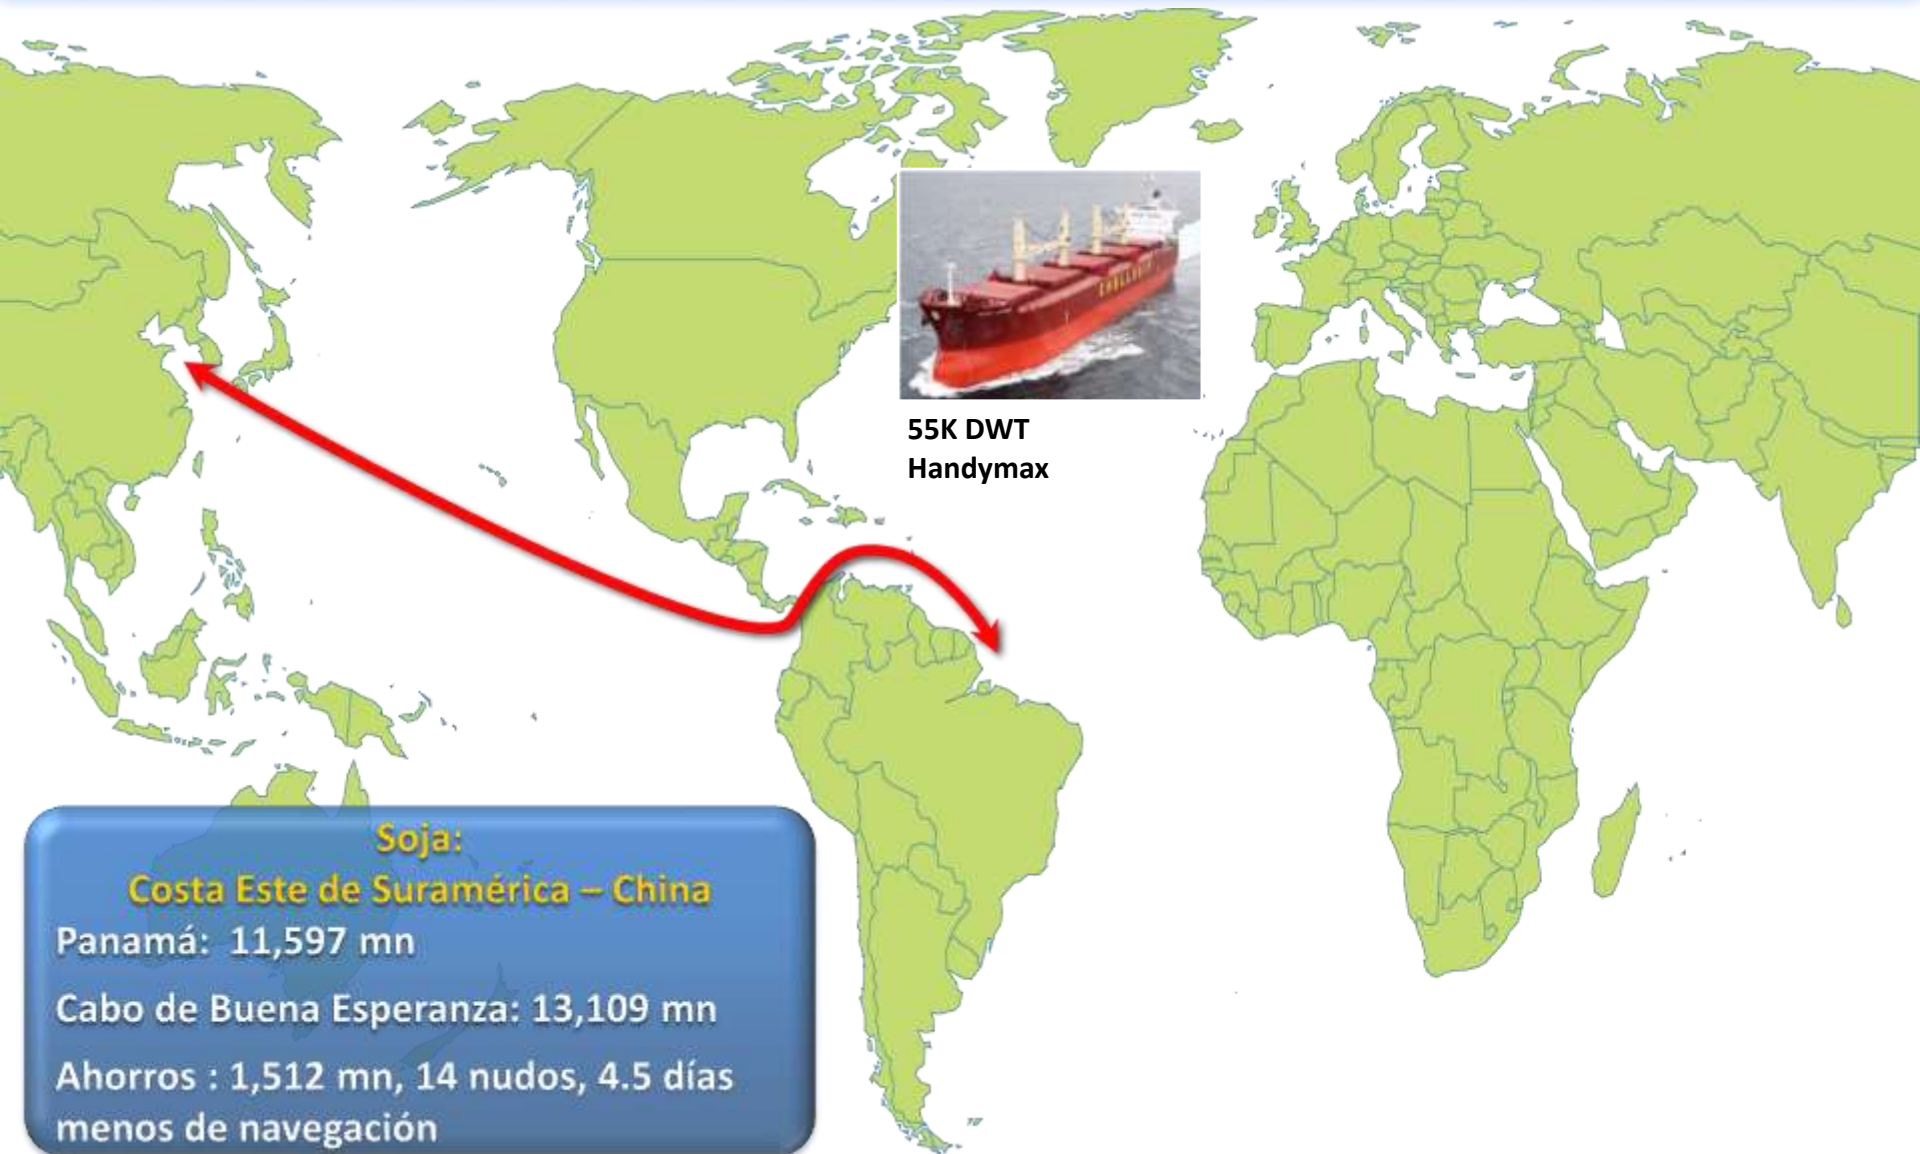 55K DWT
Handymax
Soja:
Costa Este de Suramérica – China
Panamá: 11,597 mn
Cabo de Buena Esperanza: 13,109 mn
Ahorros : 1,512 mn, 14 nudos, 4.5 días
menos de navegación